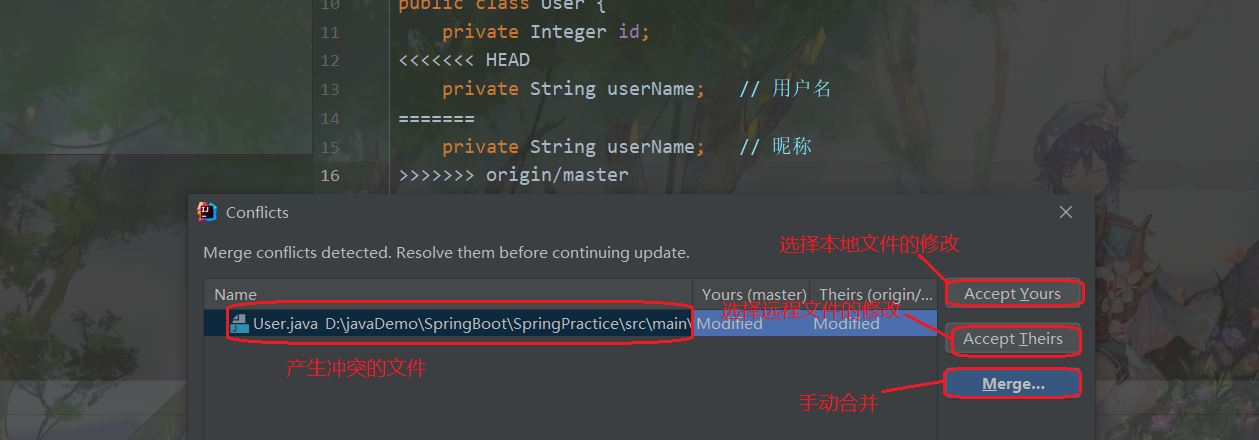 10 public class User {
11 private Integer id;
12 <<<<<<< HEAD
13 private String userName; // 用户名
14 =======
15 private String userName; // 昵称
16 >>>>>>> origin/master
Conflicts
Merge conflicts detected. Resolve them before continuing update.
选择本地文件的修改
Name Yours (master) Theirs (origin/...
Accept Yours
选择远程文件的修改
User.java D:\javaDemo\SpringBoot\SpringPractice\src\main\ Modified Modified
Accept Theirs
产生冲突的文件
Merge...
手动合并